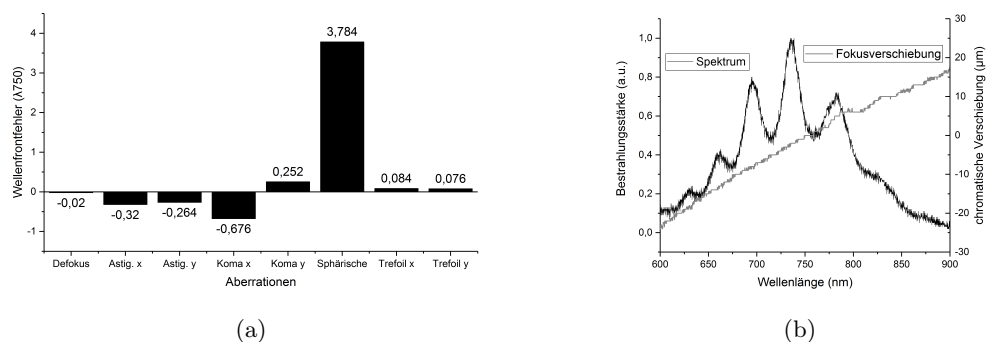 4
3
2
1
0
-1
Wellenfrontfehler (λ750)
-0,02
-0,32
-0,264
-0,676
0,252
3,784
0,084
0,076
Defokus Astig. x Astig. y Koma x Koma y Sphärische Trefoil x Trefoil y
Aberrationen
(a)
1,0
0,8
0,6
0,4
0,2
0,0
Bestrahlungsstärke (a.u.)
Spektrum
Fokusverschiebung
30
20
10
0
-10
-20
-30
chromatische Verschiebung (µm)
600 650 700 750 800 850 900
Wellenlänge (nm)
(b)